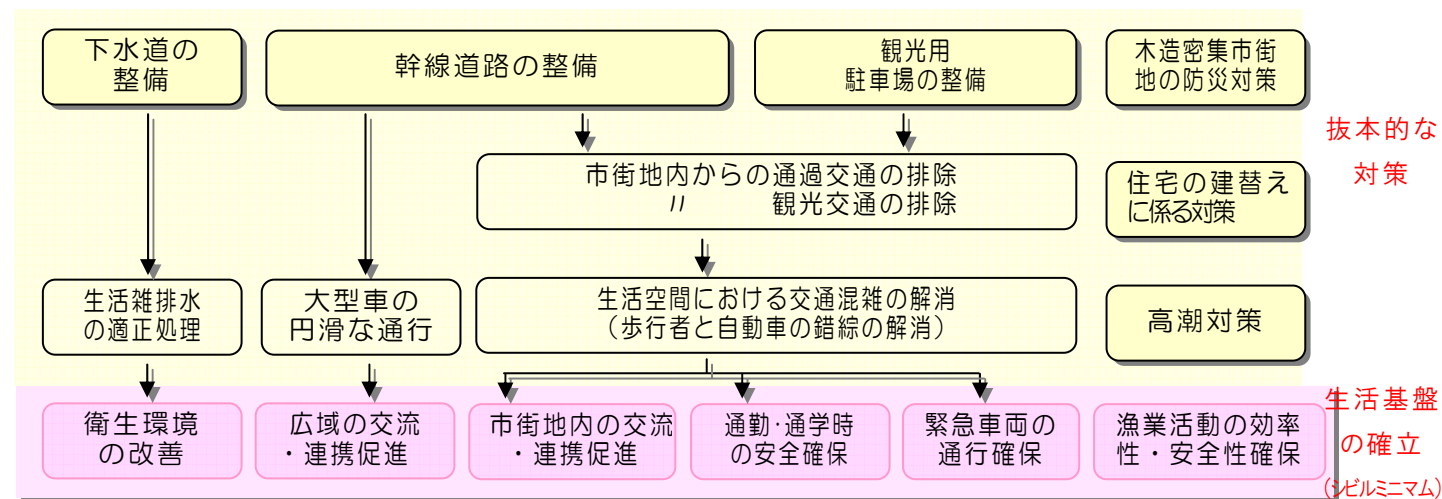 下水道の
整備
幹線道路の整備
観光用
駐車場の整備
木造密集市街
地の防災対策
抜本的な
対策
市街地内からの通過交通の排除
〃 観光交通の排除
住宅の建替え
に係る対策
生活雑排水
の適正処理
大型車の
円滑な通行
生活空間における交通混雑の解消
（歩行者と自動車の錯綜の解消）
高潮対策
衛生環境
の改善
広域の交流
・連携促進
市街地内の交流
・連携促進
通勤・通学時
の安全確保
緊急車両の
通行確保
漁業活動の効率
性・安全性確保
生活基盤
の確立
(シビルミニマム)